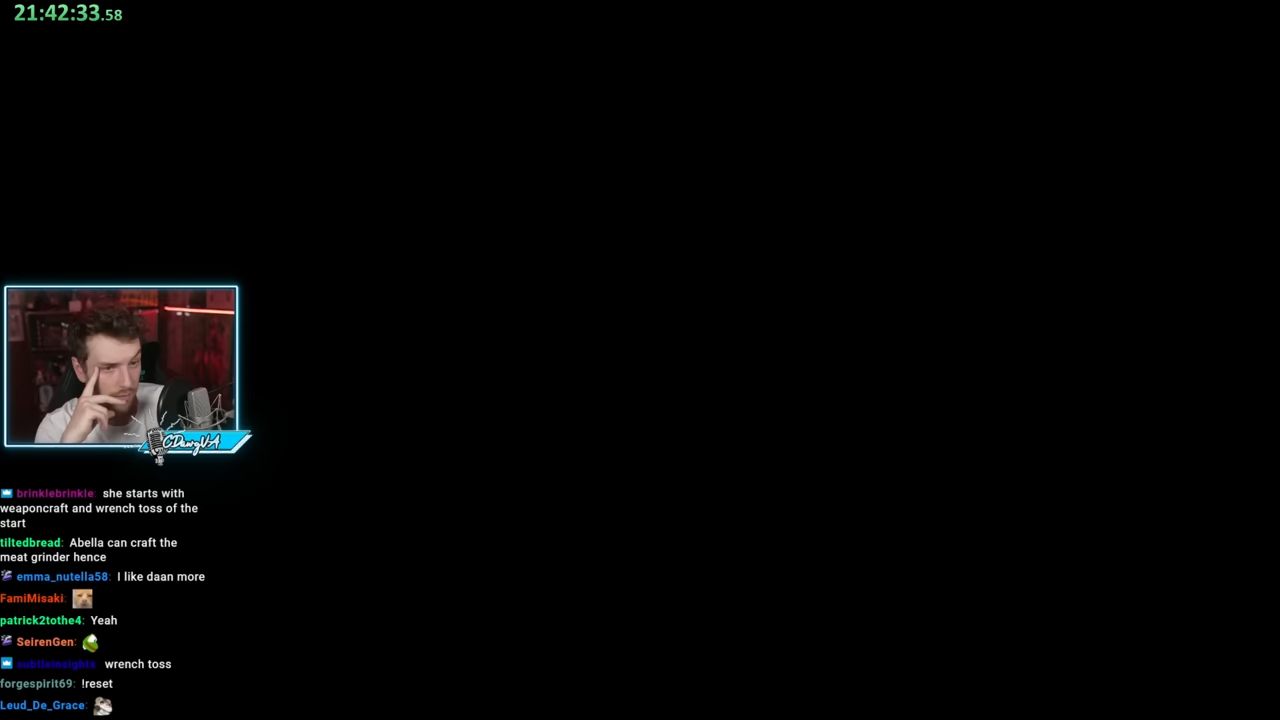 21:42:33.58
CDawgVA
brinklebrinkle: she starts with
weaponcraft and wrench toss of the
start
tiltedbread: Abella can craft the
meat grinder hence
emma_nutella58: I like daan more
FamiMisaki:
patrick2tothe4: Yeah
SeirenGen:
subtleinsights wrench toss
forgespirit69: !reset
Leud_De_Grace: